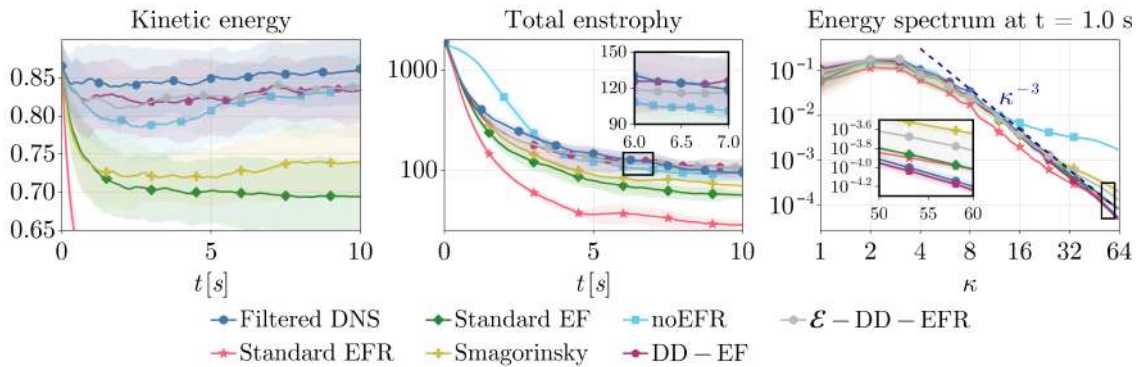 Kinetic energy
0.85
0.80
0.75
0.70
0.65
0
5
10
t[s]
Total enstrophy
1000
100
150
120
90
6.0
6.5
7.0
0
5
10
t[s]
Energy spectrum at t = 1.0 s
10^{-1}
10^{-2}
10^{-3}
10^{-4}
κ^{-3}
10^{-3.6}
10^{-3.8}
10^{-4.0}
10^{-4.2}
50
55
60
1
2
4
8
16
32
64
κ
Filtered DNS
Standard EF
noEFR
ℰ − DD − EFR
Standard EFR
Smagorinsky
DD − EF